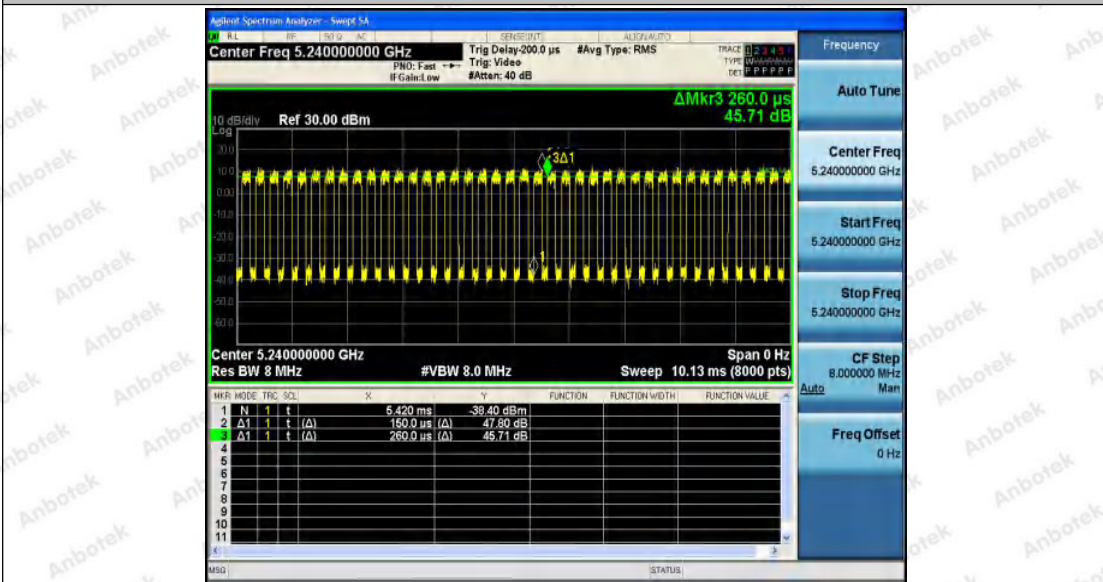 Agilent Spectrum Analyzer - Swept SA
RL RF 50 Ω AC SENSE:INT ALIGNAUTO
Center Freq 5.240000000 GHz
PNO: Fast
IFGain:Low
Trig Delay-200.0 µs
Trig: Video
#Atten: 40 dB
#Avg Type: RMS
TRACE 1 2 3 4 5 6
TYPE
DET P P P P P P
ΔMkr3 260.0 µs
45.71 dB
10 dB/div
Log
Ref 30.00 dBm
20.0
10.0
0.00
-10.0
-20.0
-30.0
-40.0
-50.0
-60.0
3Δ1
1
Center 5.240000000 GHz
Span 0 Hz
Res BW 8 MHz
#VBW 8.0 MHz
Sweep 10.13 ms (8000 pts)
MKR MODE TRC SCL X Y FUNCTION FUNCTION WIDTH FUNCTION VALUE
1 N 1 t 5.420 ms -38.40 dBm
2 Δ1 1 t (Δ) 150.0 us (Δ) 47.80 dB
3 Δ1 1 t (Δ) 260.0 us (Δ) 45.71 dB
4
5
6
7
8
9
10
11
MSG
STATUS
Frequency
Auto Tune
Center Freq
5.240000000 GHz
Start Freq
5.240000000 GHz
Stop Freq
5.240000000 GHz
CF Step
8.000000 MHz
Auto Man
Freq Offset
0 Hz
Anbotek